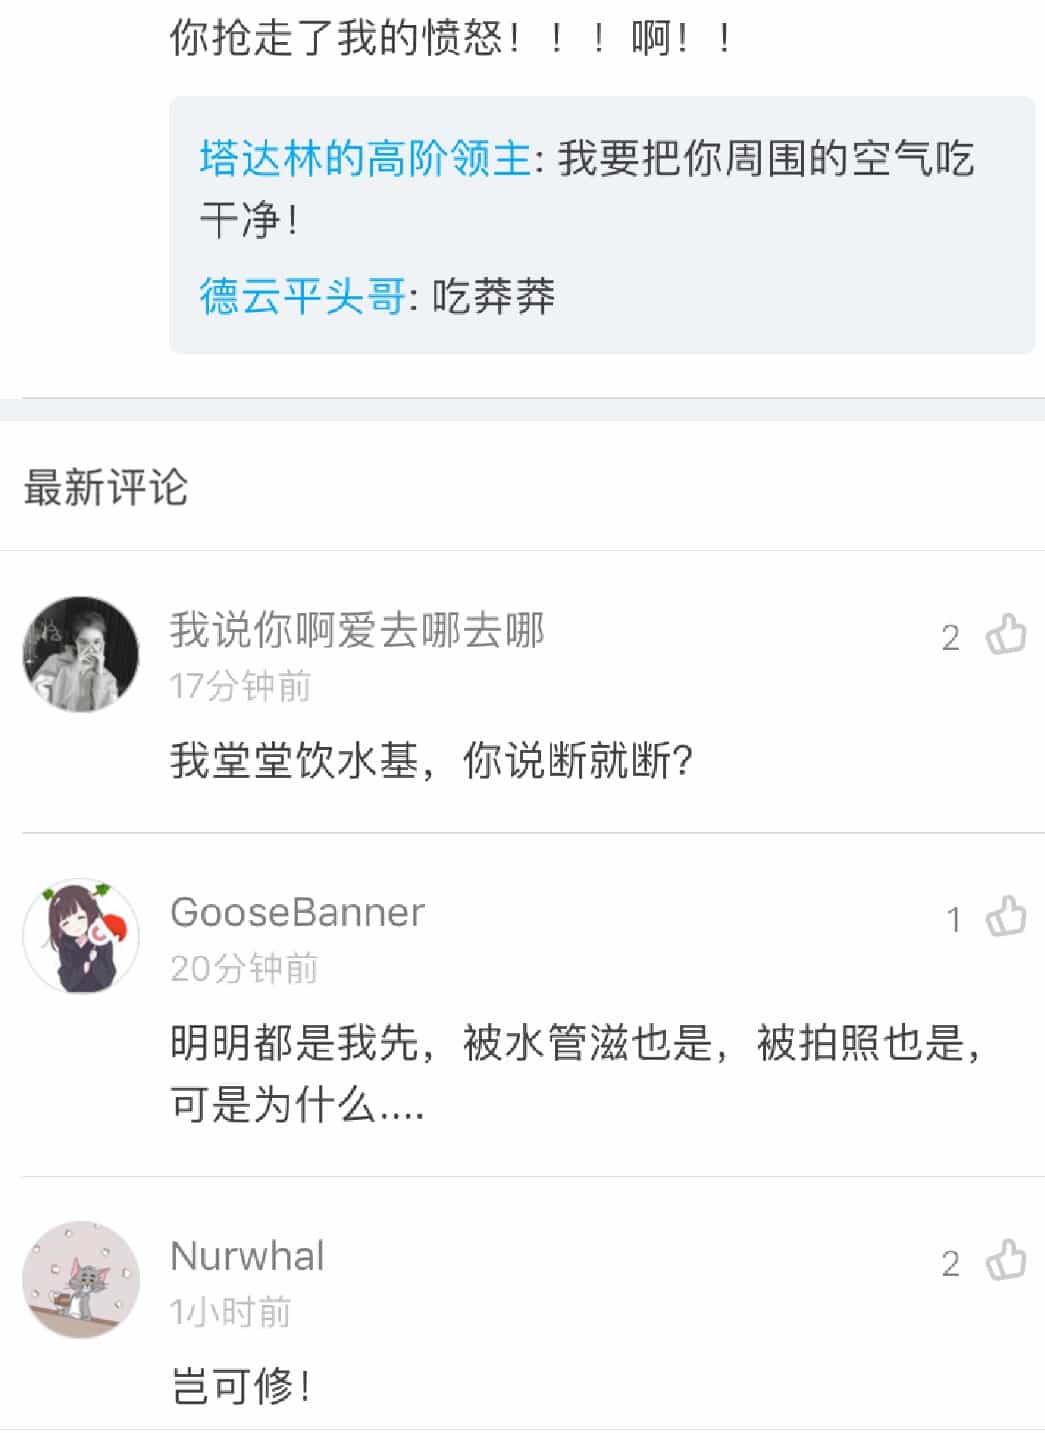 你抢走了我的愤怒！！！啊！！
塔达林的高阶领主: 我要把你周围的空气吃
干净！
德云平头哥: 吃莽莽
最新评论
我说你啊爱去哪去哪
2
17分钟前
我堂堂饮水基，你说断就断?
GooseBanner
1
20分钟前
明明都是我先，被水管滋也是，被拍照也是，
可是为什么....
Nurwhal
2
1小时前
岂可修！